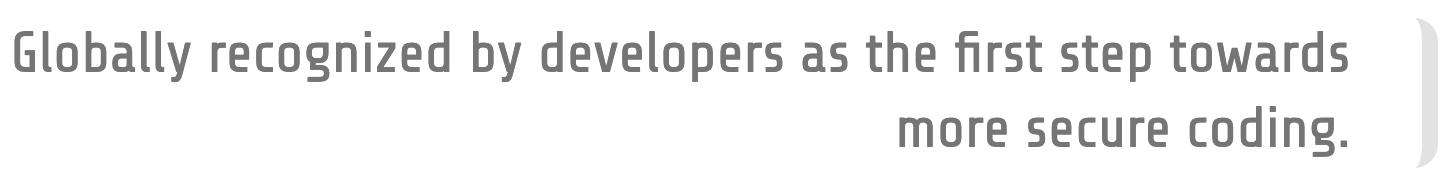 Globally recognized by developers as the first step towards
more secure coding.